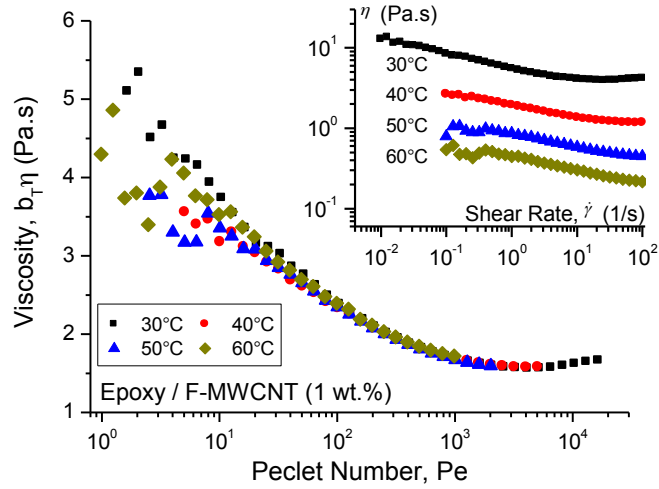 Viscosity, b_Tη (Pa.s)
6
5
4
3
2
1
30°C
40°C
50°C
60°C
Epoxy / F-MWCNT (1 wt.%)
10^0
10^1
10^2
10^3
10^4
Peclet Number, Pe
η (Pa.s)
10^1
10^0
10^-1
30°C
40°C
50°C
60°C
Shear Rate, γ̇ (1/s)
10^-2
10^-1
10^0
10^1
10^2